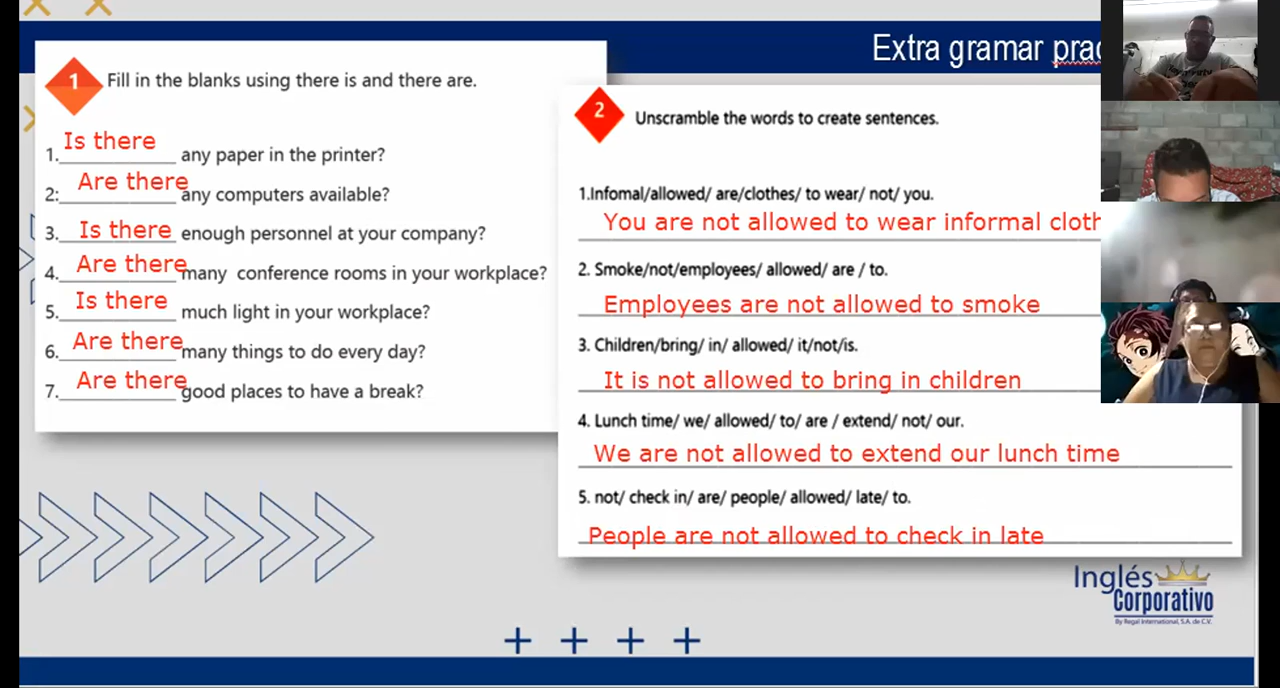 Extra gramar prac
1 Fill in the blanks using there is and there are.
1. Is there any paper in the printer?
2: Are there any computers available?
3. Is there enough personnel at your company?
4. Are there many conference rooms in your workplace?
5. Is there much light in your workplace?
6. Are there many things to do every day?
7. Are there good places to have a break?
2 Unscramble the words to create sentences.
1.Infomal/allowed/ are/clothes/ to wear/ not/ you.
You are not allowed to wear informal cloth
2. Smoke/not/employees/ allowed/ are / to.
Employees are not allowed to smoke
3. Children/bring/ in/ allowed/ it/not/is.
It is not allowed to bring in children
4. Lunch time/ we/ allowed/ to/ are / extend/ not/ our.
We are not allowed to extend our lunch time
5. not/ check in/ are/ people/ allowed/ late/ to.
People are not allowed to check in late
Inglés
Corporativo
By Regal International, S.A. de C.V.